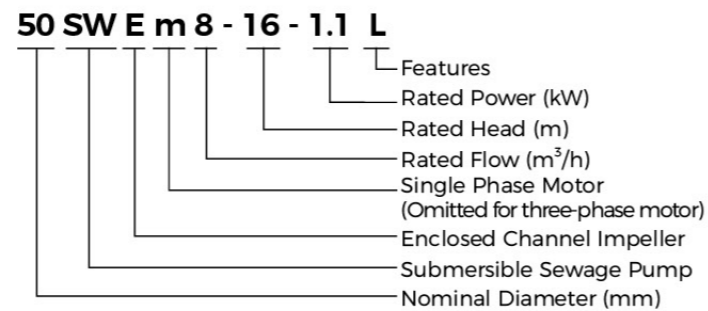 50 SW E m 8 - 16 - 1.1 L
Features
Rated Power (kW)
Rated Head (m)
Rated Flow (m³/h)
Single Phase Motor
(Omitted for three-phase motor)
Enclosed Channel Impeller
Submersible Sewage Pump
Nominal Diameter (mm)